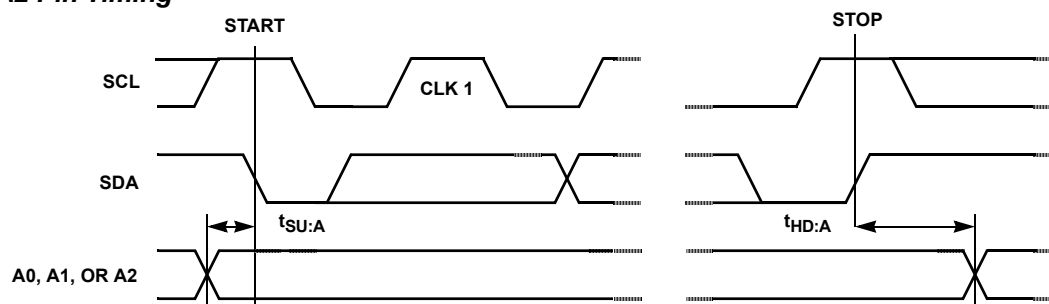 START
STOP
SCL
CLK 1
SDA
tSU:A
tHD:A
A0, A1, OR A2